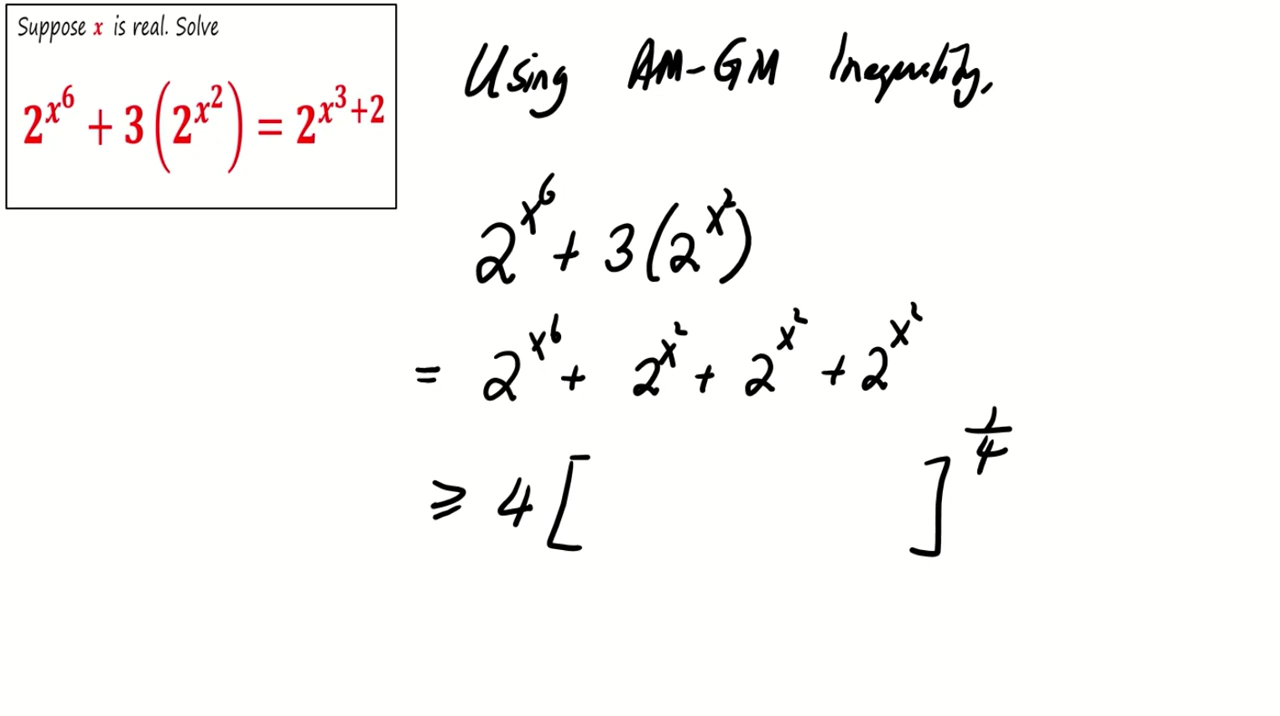 Suppose x is real. Solve
2^{x^6} + 3(2^{x^2}) = 2^{x^3+2}
Using AM-GM Inequality,
2^{x^6} + 3(2^{x^2})
= 2^{x^6} + 2^{x^2} + 2^{x^2} + 2^{x^2}
≥ 4[ ]^{1/4}